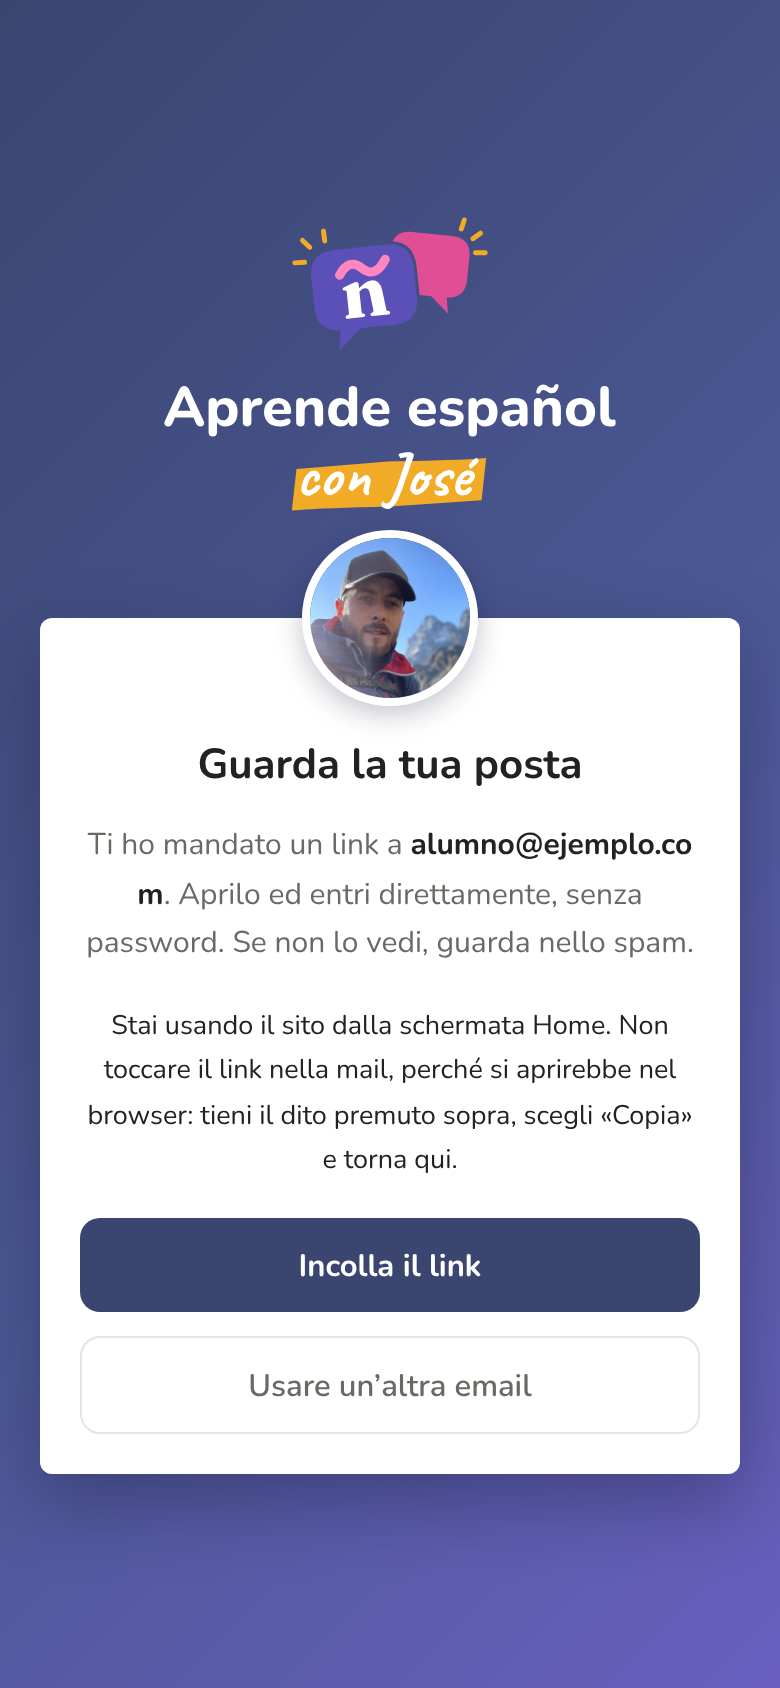 ñ
Aprende español
con José
Guarda la tua posta
Ti ho mandato un link a alumno@ejemplo.co
m. Aprilo ed entri direttamente, senza
password. Se non lo vedi, guarda nello spam.
Stai usando il sito dalla schermata Home. Non
toccare il link nella mail, perché si aprirebbe nel
browser: tieni il dito premuto sopra, scegli «Copia»
e torna qui.
Incolla il link
Usare un’altra email